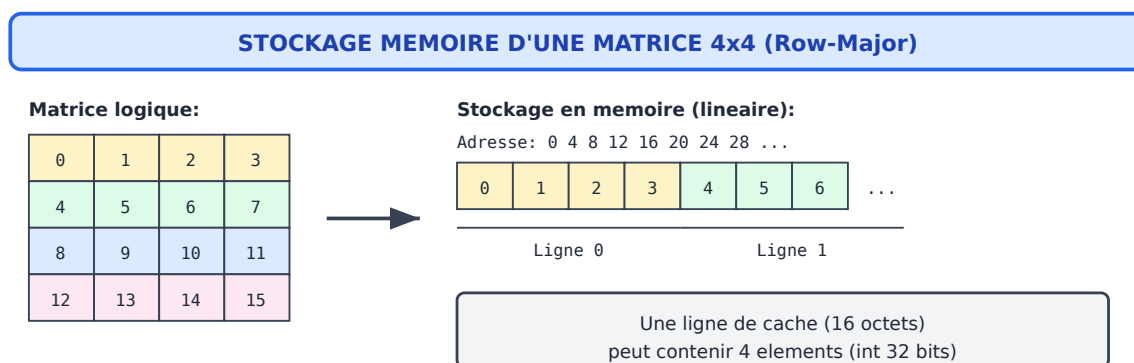 STOCKAGE MEMOIRE D'UNE MATRICE 4x4 (Row-Major)
Matrice logique:
0 1 2 3
4 5 6 7
8 9 10 11
12 13 14 15
Stockage en memoire (lineaire):
Adresse: 0 4 8 12 16 20 24 28 ...
0 1 2 3 4 5 6 ...
Ligne 0 Ligne 1
Une ligne de cache (16 octets)
peut contenir 4 elements (int 32 bits)